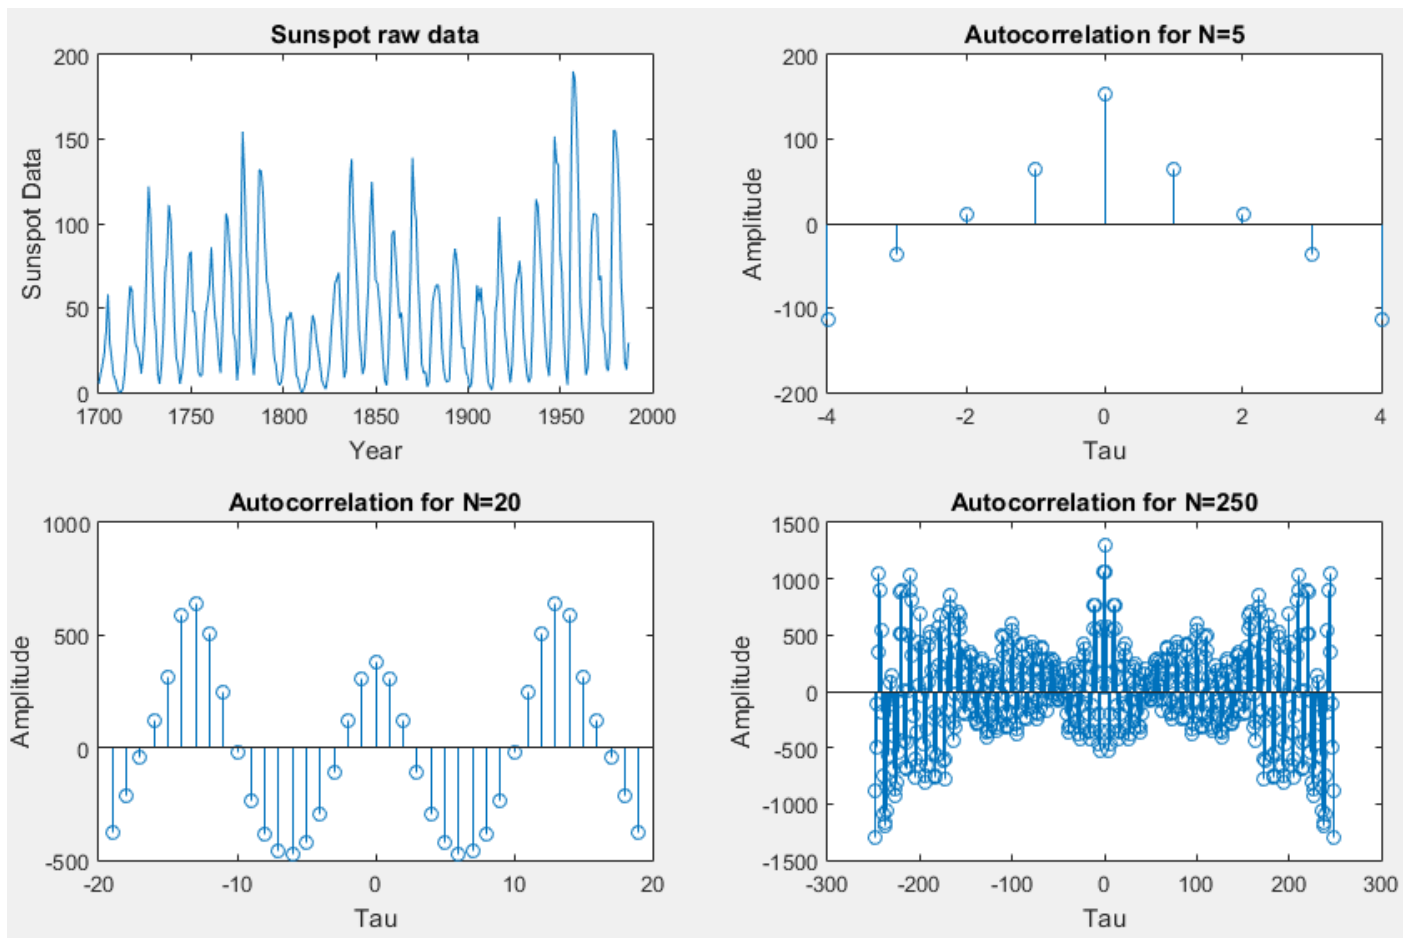 Sunspot raw data
200
150
100
50
0
Sunspot Data
1700 1750 1800 1850 1900 1950 2000
Year
Autocorrelation for N=5
200
100
0
-100
-200
Amplitude
-4 -2 0 2 4
Tau
Autocorrelation for N=20
1000
500
0
-500
Amplitude
-20 -10 0 10 20
Tau
Autocorrelation for N=250
1500
1000
500
0
-500
-1000
-1500
Amplitude
-300 -200 -100 0 100 200 300
Tau